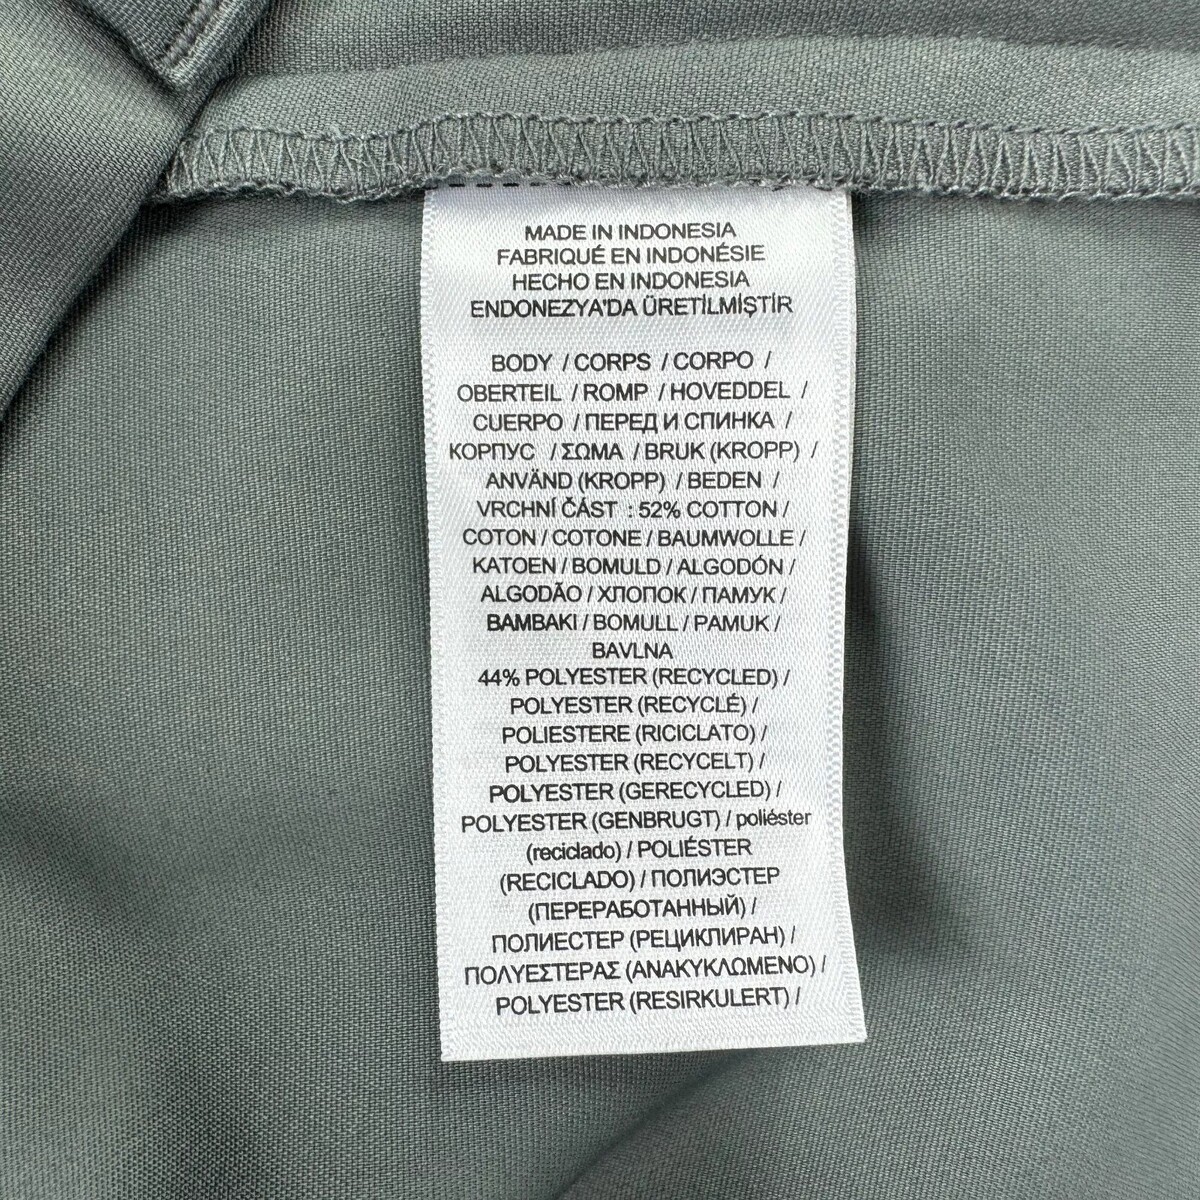 MADE IN INDONESIA
FABRIQUÉ EN INDONÉSIE
HECHO EN INDONESIA
ENDONEZYA'DA ÜRETİLMİŞTİR
BODY / CORPS / CORPO /
OBERTEIL / ROMP / HOVEDDEL /
CUERPO / ПЕРЕД И СПИНКА /
КОРПУС / ΣΩΜΑ / BRUK (KROPP) /
ANVÄND (KROPP) / BEDEN /
VRCHNÍ ČÁST : 52% COTTON /
COTON / COTONE / BAUMWOLLE /
KATOEN / BOMULD / ALGODÓN /
ALGODÃO / ХЛОПОК / ПАМУК /
BAMBAKI / BOMULL / PAMUK /
BAVLNA
44% POLYESTER (RECYCLED) /
POLYESTER (RECYCLÉ) /
POLIESTERE (RICICLATO) /
POLYESTER (RECYCELT) /
POLYESTER (GERECYCLED) /
POLYESTER (GENBRUGT) / poliéster
(reciclado) / POLIÉSTER
(RECICLADO) / ПОЛИЭСТЕР
(ПЕРЕРАБОТАННЫЙ) /
ПОЛИЕСТЕР (РЕЦИКЛИРАН) /
ΠΟΛΥΕΣΤΕΡΑΣ (ΑΝΑΚΥΚΛΩΜΕΝΟ) /
POLYESTER (RESIRKULERT) /